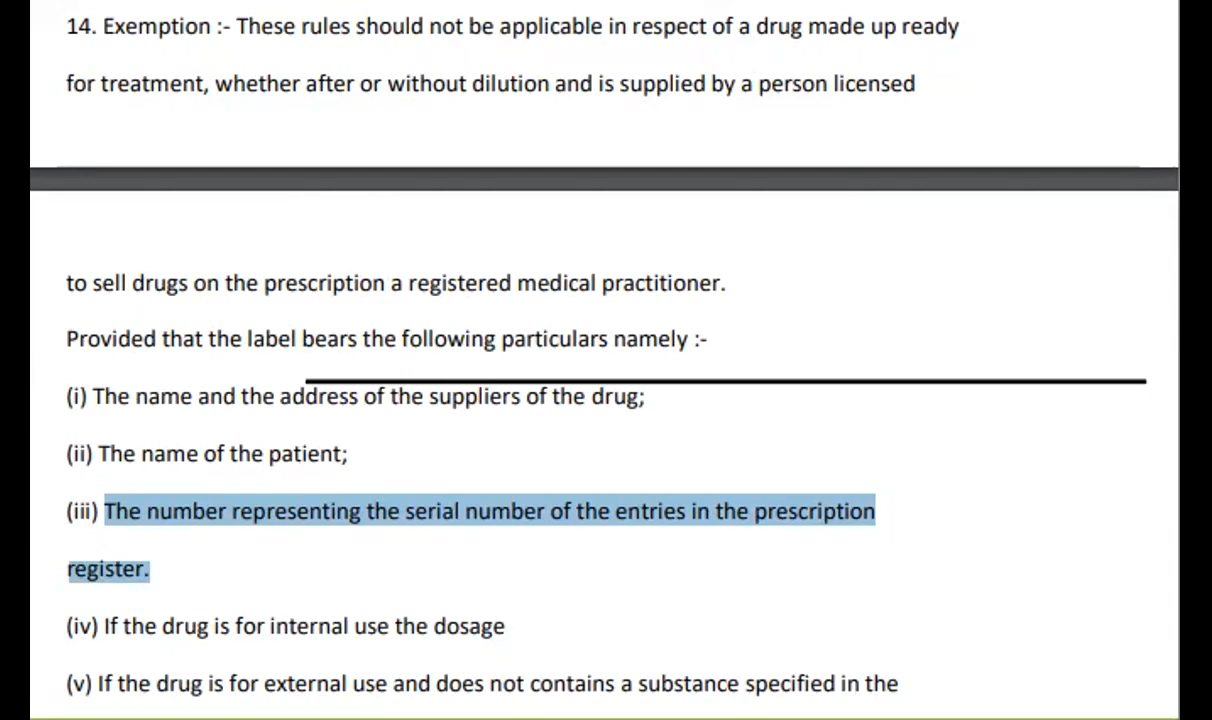 14. Exemption :- These rules should not be applicable in respect of a drug made up ready
for treatment, whether after or without dilution and is supplied by a person licensed
to sell drugs on the prescription a registered medical practitioner.
Provided that the label bears the following particulars namely :-
(i) The name and the address of the suppliers of the drug;
(ii) The name of the patient;
(iii) The number representing the serial number of the entries in the prescription
register.
(iv) If the drug is for internal use the dosage
(v) If the drug is for external use and does not contains a substance specified in the